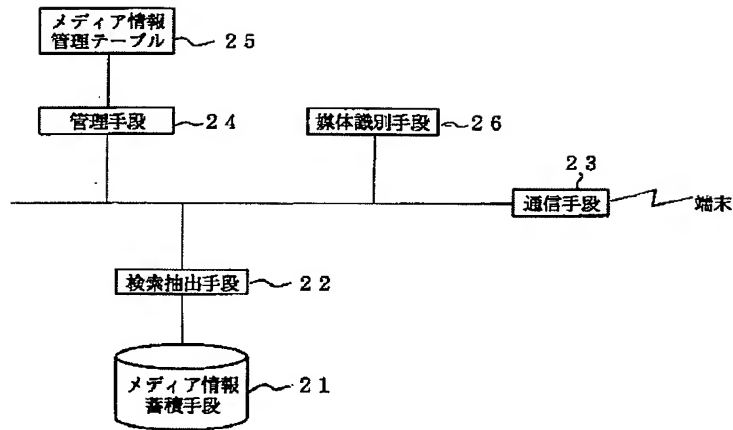 メディア情報
管理テーブル
25
管理手段
24
媒体識別手段
26
23
通信手段
端末
検索抽出手段
22
メディア情報
蓄積手段
21